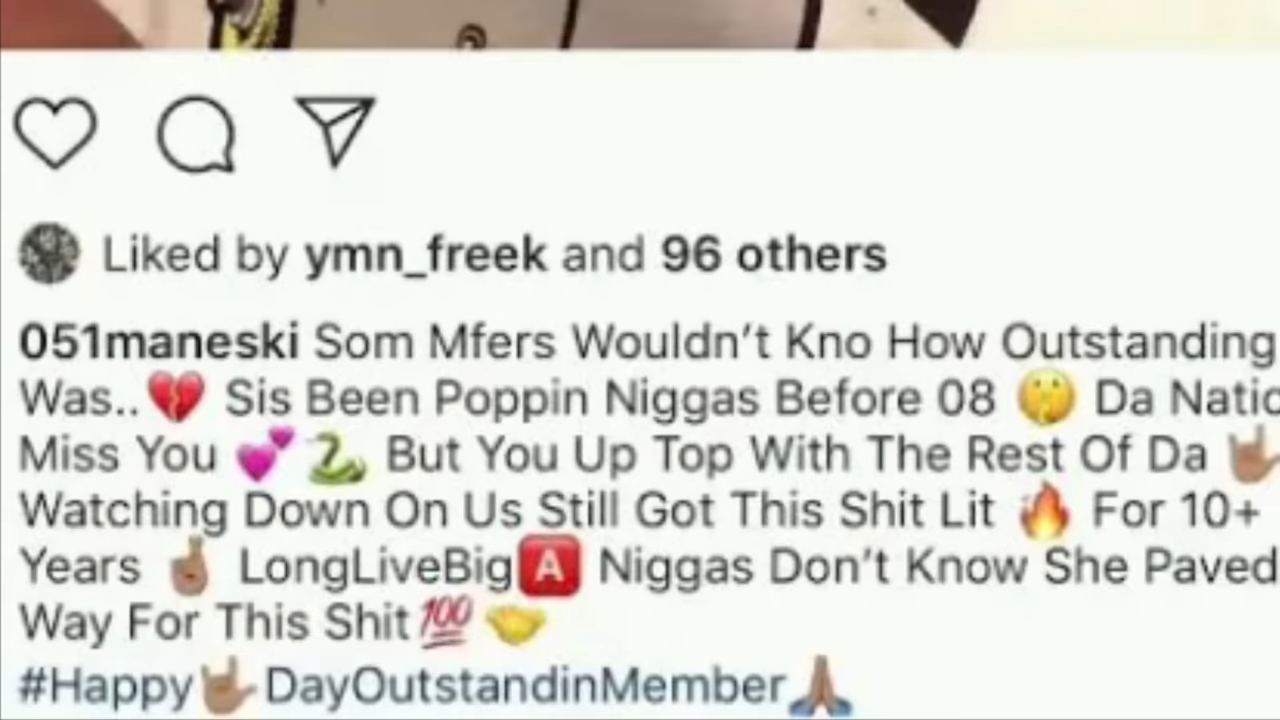 Liked by ymn_freek and 96 others
051maneski Som Mfers Wouldn't Kno How Outstanding
Was..💔 Sis Been Poppin Niggas Before 08 🤫 Da Natio
Miss You 💕🐍 But You Up Top With The Rest Of Da 🤟🏽
Watching Down On Us Still Got This Shit Lit 🔥 For 10+
Years 🤞🏽 LongLiveBig🅰️ Niggas Don't Know She Paved
Way For This Shit💯🤝
#Happy🤟🏽DayOutstandinMember🙏🏽